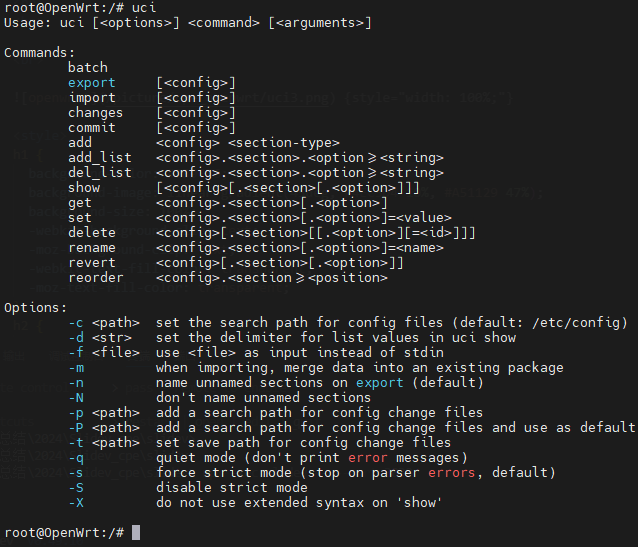 root@OpenWrt:/# uci
Usage: uci [<options>] <command> [<arguments>]
Commands:
batch
export [<config>]
import [<config>]
changes [<config>]
commit [<config>]
add <config> <section-type>
add_list <config>.<section>.<option>=<string>
del_list <config>.<section>.<option>=<string>
show [<config>[.<section>[.<option>]]]
get <config>.<section>[.<option>]
set <config>.<section>[.<option>]=<value>
delete <config>[.<section>[[.<option>][=<id>]]]
rename <config>.<section>[.<option>]=<name>
revert <config>[.<section>[.<option>]]
reorder <config>.<section>=<position>
Options:
-c <path> set the search path for config files (default: /etc/config)
-d <str> set the delimiter for list values in uci show
-f <file> use <file> as input instead of stdin
-m when importing, merge data into an existing package
-n name unnamed sections on export (default)
-N don't name unnamed sections
-p <path> add a search path for config change files
-P <path> add a search path for config change files and use as default
-t <path> set save path for config change files
-q quiet mode (don't print error messages)
-s force strict mode (stop on parser errors, default)
-S disable strict mode
-X do not use extended syntax on 'show'
root@OpenWrt:/#